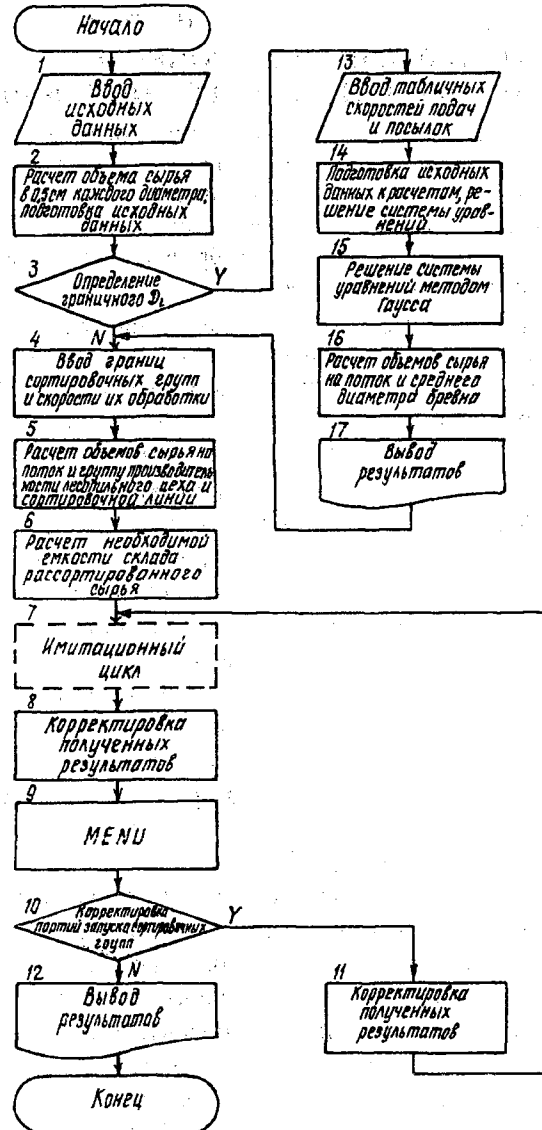 Начало
1
Ввод
исходных
данных
2
Расчет объема сырья
в 0,5см каждого диаметра;
подготовка исходных
данных
3
Определение
граничного DL
Y
N
4
Ввод границ
сортировочных групп
и скорости их обработки
5
Расчет объемов сырья на
поток и группу производитель-
ности лесопильного цеха и
сортировочной линии
6
Расчет необходимой
емкости склада
рассортированного
сырья
7
Имитационный
цикл
8
Корректировка
полученных
результатов
9
MENU
10
Корректировка
партий запуска сортировочных
групп
Y
N
12
Вывод
результатов
Конец
13
Ввод табличных
скоростей подач
и посылок
14
Подготовка исходных
данных к расчетам, ре-
шение системы урав-
нений
15
Решение системы
уравнений методом
Гаусса
16
Расчет объемов сырья
на поток и среднего
диаметра бревна
17
Вывод
результатов
11
Корректировка
полученных
результатов